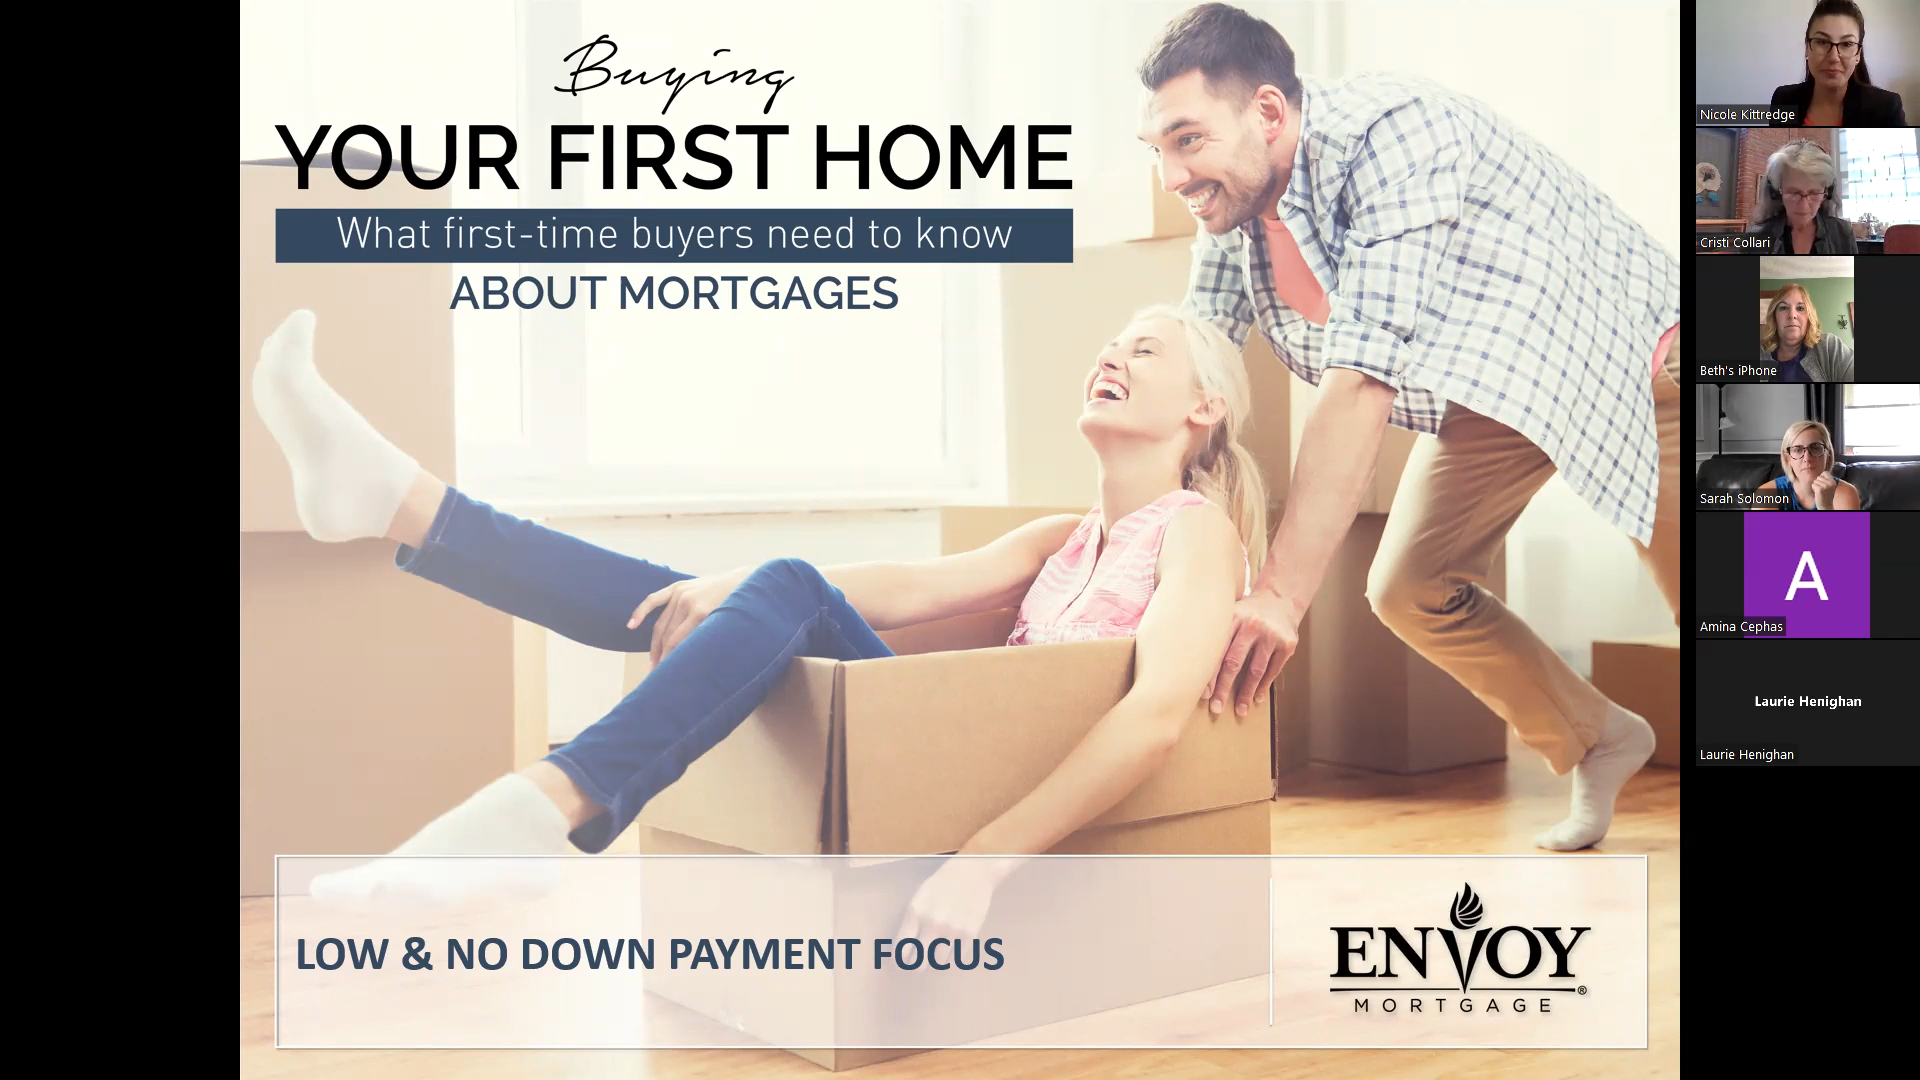 Buying
YOUR FIRST HOME
What first-time buyers need to know
ABOUT MORTGAGES
LOW & NO DOWN PAYMENT FOCUS
ENVOY®
MORTGAGE
Nicole Kittredge
Cristi Collari
Beth's iPhone
Sarah Solomon
A
Amina Cephas
Laurie Henighan
Laurie Henighan